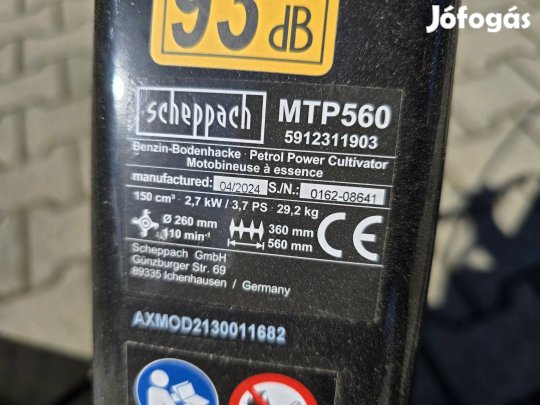 Jófogás
93 dB
scheppach MTP560
5912311903
Benzin-Bodenhacke · Petrol Power Cultivator
Motobineuse à essence
manufactured: 04/2024 S./N.: 0162-08641
150 cm³ · 2,7 kW / 3,7 PS · 29,2 kg
Ø 260 mm 360 mm
110 min⁻¹ 560 mm
CE
Scheppach GmbH
Günzburger Str. 69
89335 Ichenhausen / Germany
AXMOD2130011682